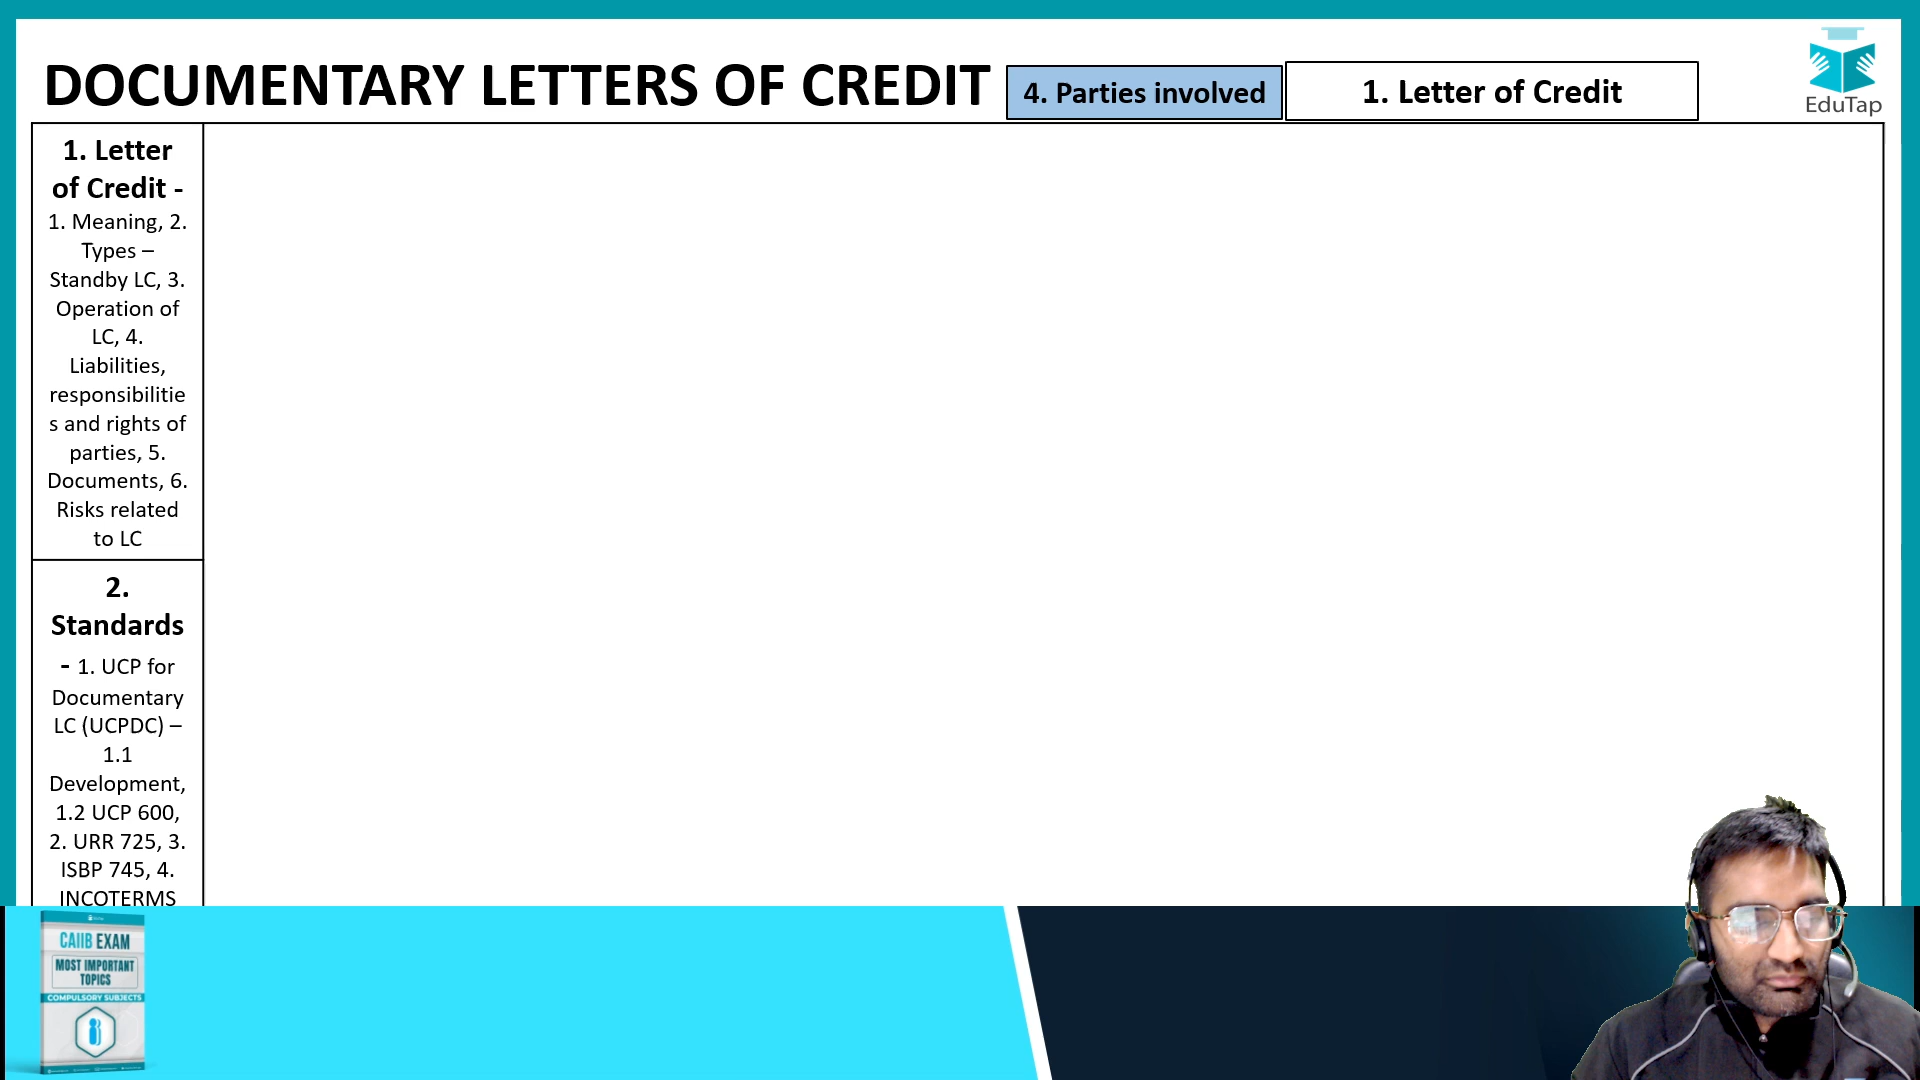 DOCUMENTARY LETTERS OF CREDIT
4. Parties involved
1. Letter of Credit
EduTap
1. Letter
of Credit -
1. Meaning, 2.
Types –
Standby LC, 3.
Operation of
LC, 4.
Liabilities,
responsibilitie
s and rights of
parties, 5.
Documents, 6.
Risks related
to LC
2.
Standards
- 1. UCP for
Documentary
LC (UCPDC) –
1.1
Development,
1.2 UCP 600,
2. URR 725, 3.
ISBP 745, 4.
INCOTERMS
CAIIB EXAM
MOST IMPORTANT
TOPICS
COMPULSORY SUBJECTS